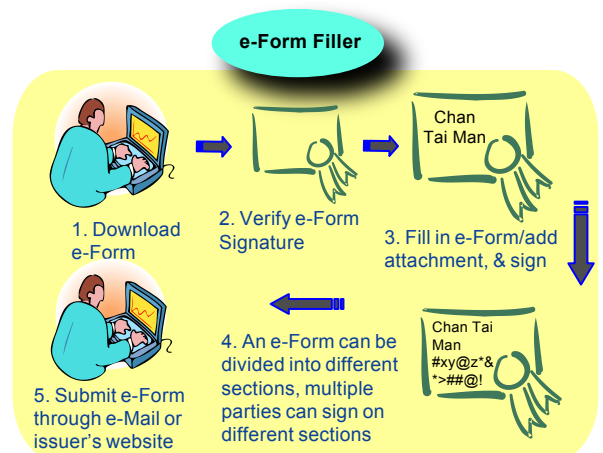 e-Form Filler
Chan
Tai Man
1. Download
e-Form
2. Verify e-Form
Signature
3. Fill in e-Form/add
attachment, & sign
Chan Tai
Man
#xy@z*&
*>##@!
4. An e-Form can be
divided into different
sections, multiple
parties can sign on
different sections
5. Submit e-Form
through e-Mail or
issuer's website